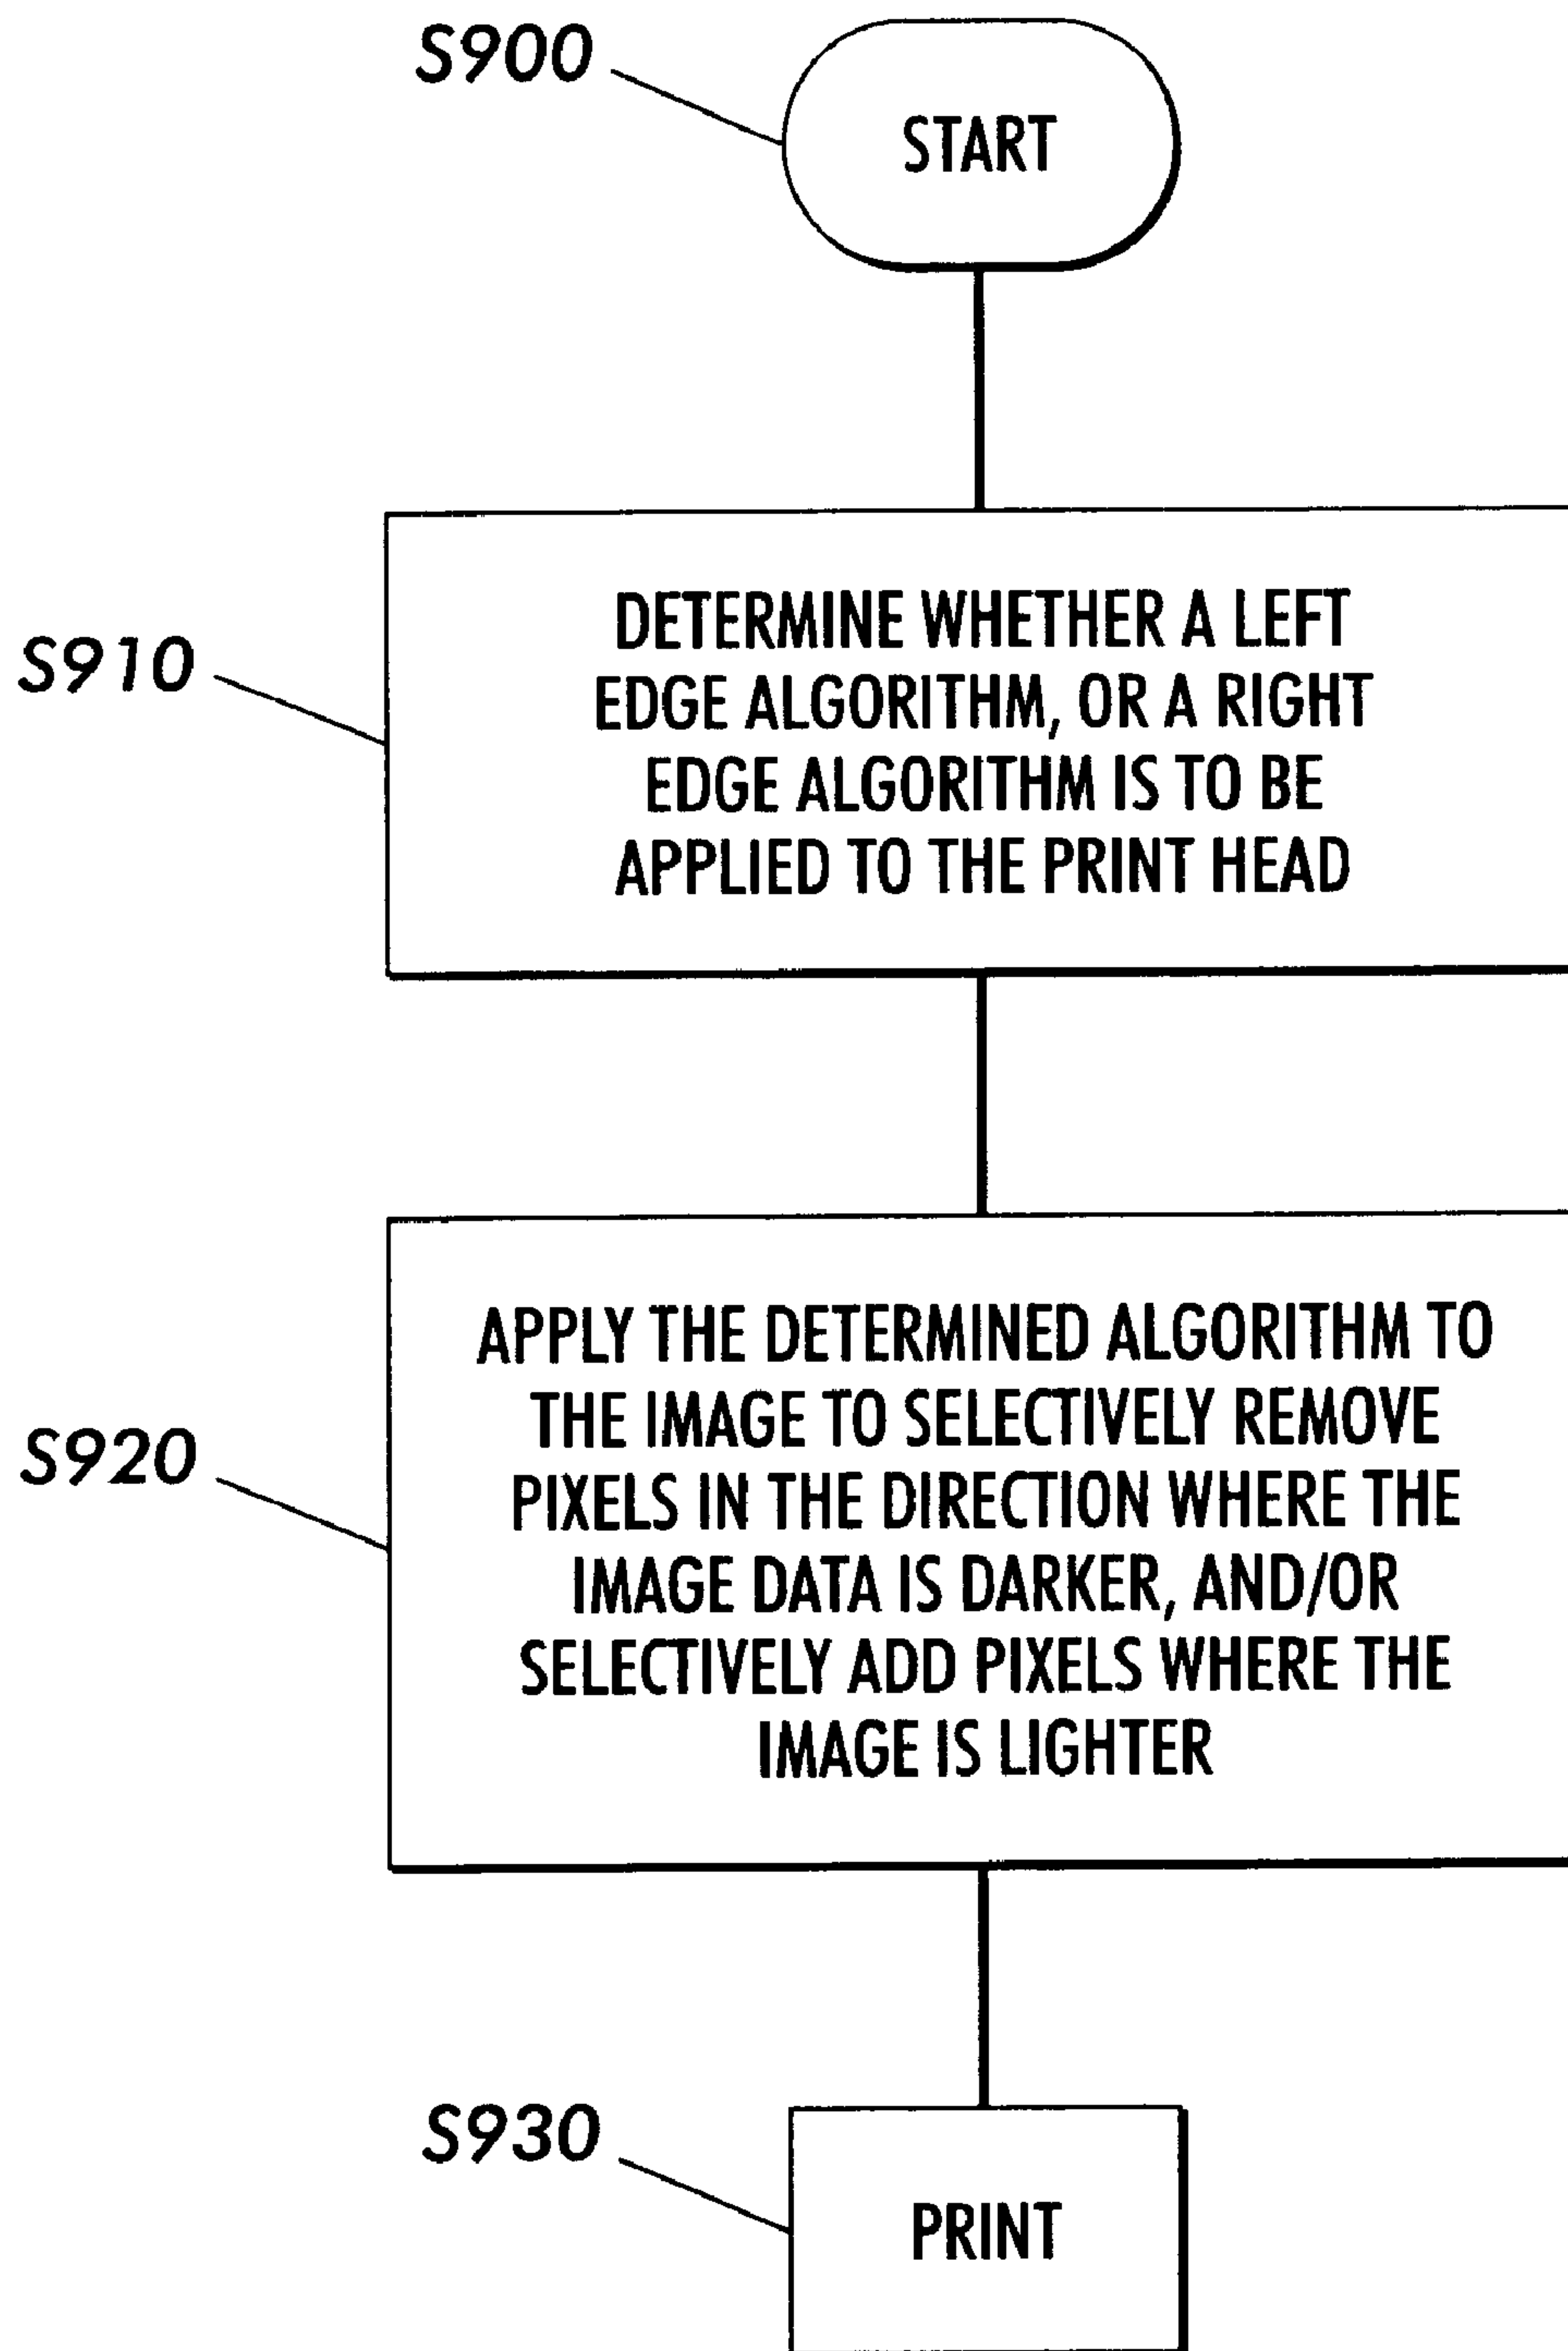 S900
START
S910
DETERMINE WHETHER A LEFT
EDGE ALGORITHM, OR A RIGHT
EDGE ALGORITHM IS TO BE
APPLIED TO THE PRINT HEAD
S920
APPLY THE DETERMINED ALGORITHM TO
THE IMAGE TO SELECTIVELY REMOVE
PIXELS IN THE DIRECTION WHERE THE
IMAGE DATA IS DARKER, AND/OR
SELECTIVELY ADD PIXELS WHERE THE
IMAGE IS LIGHTER
S930
PRINT